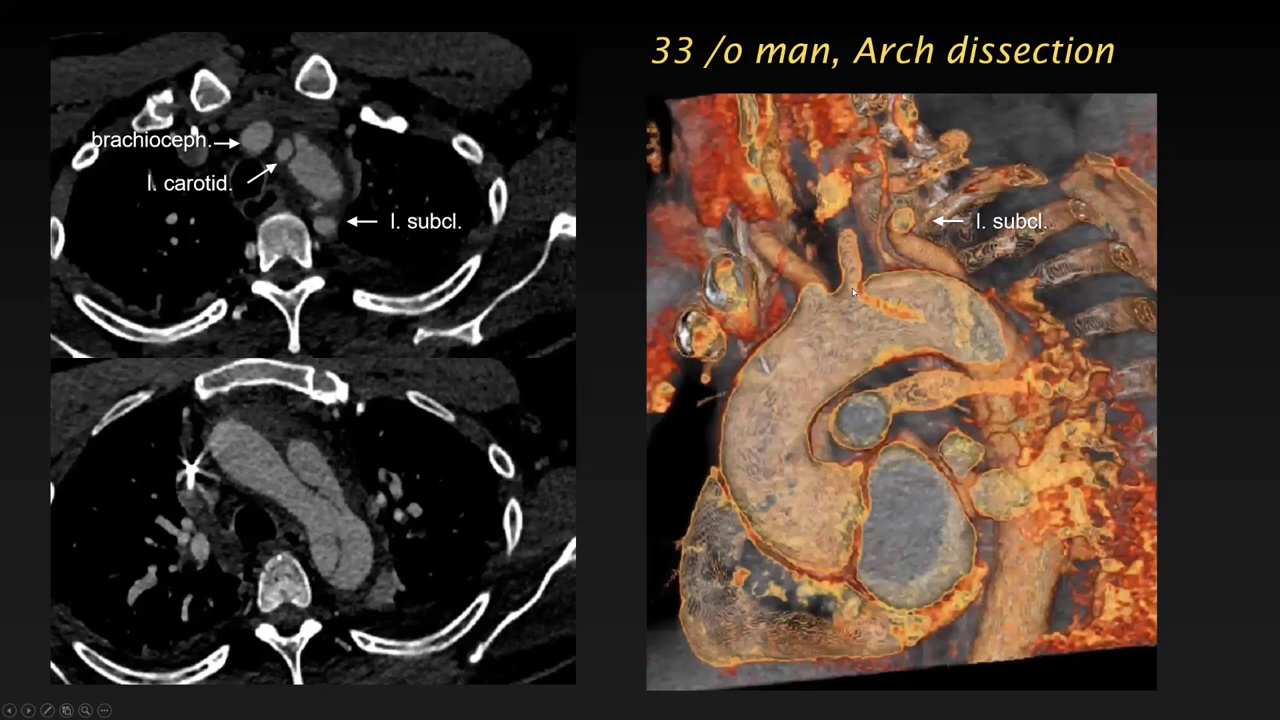 33 /o man, Arch dissection
brachioceph.
l. carotid.
l. subcl.
l. subcl.